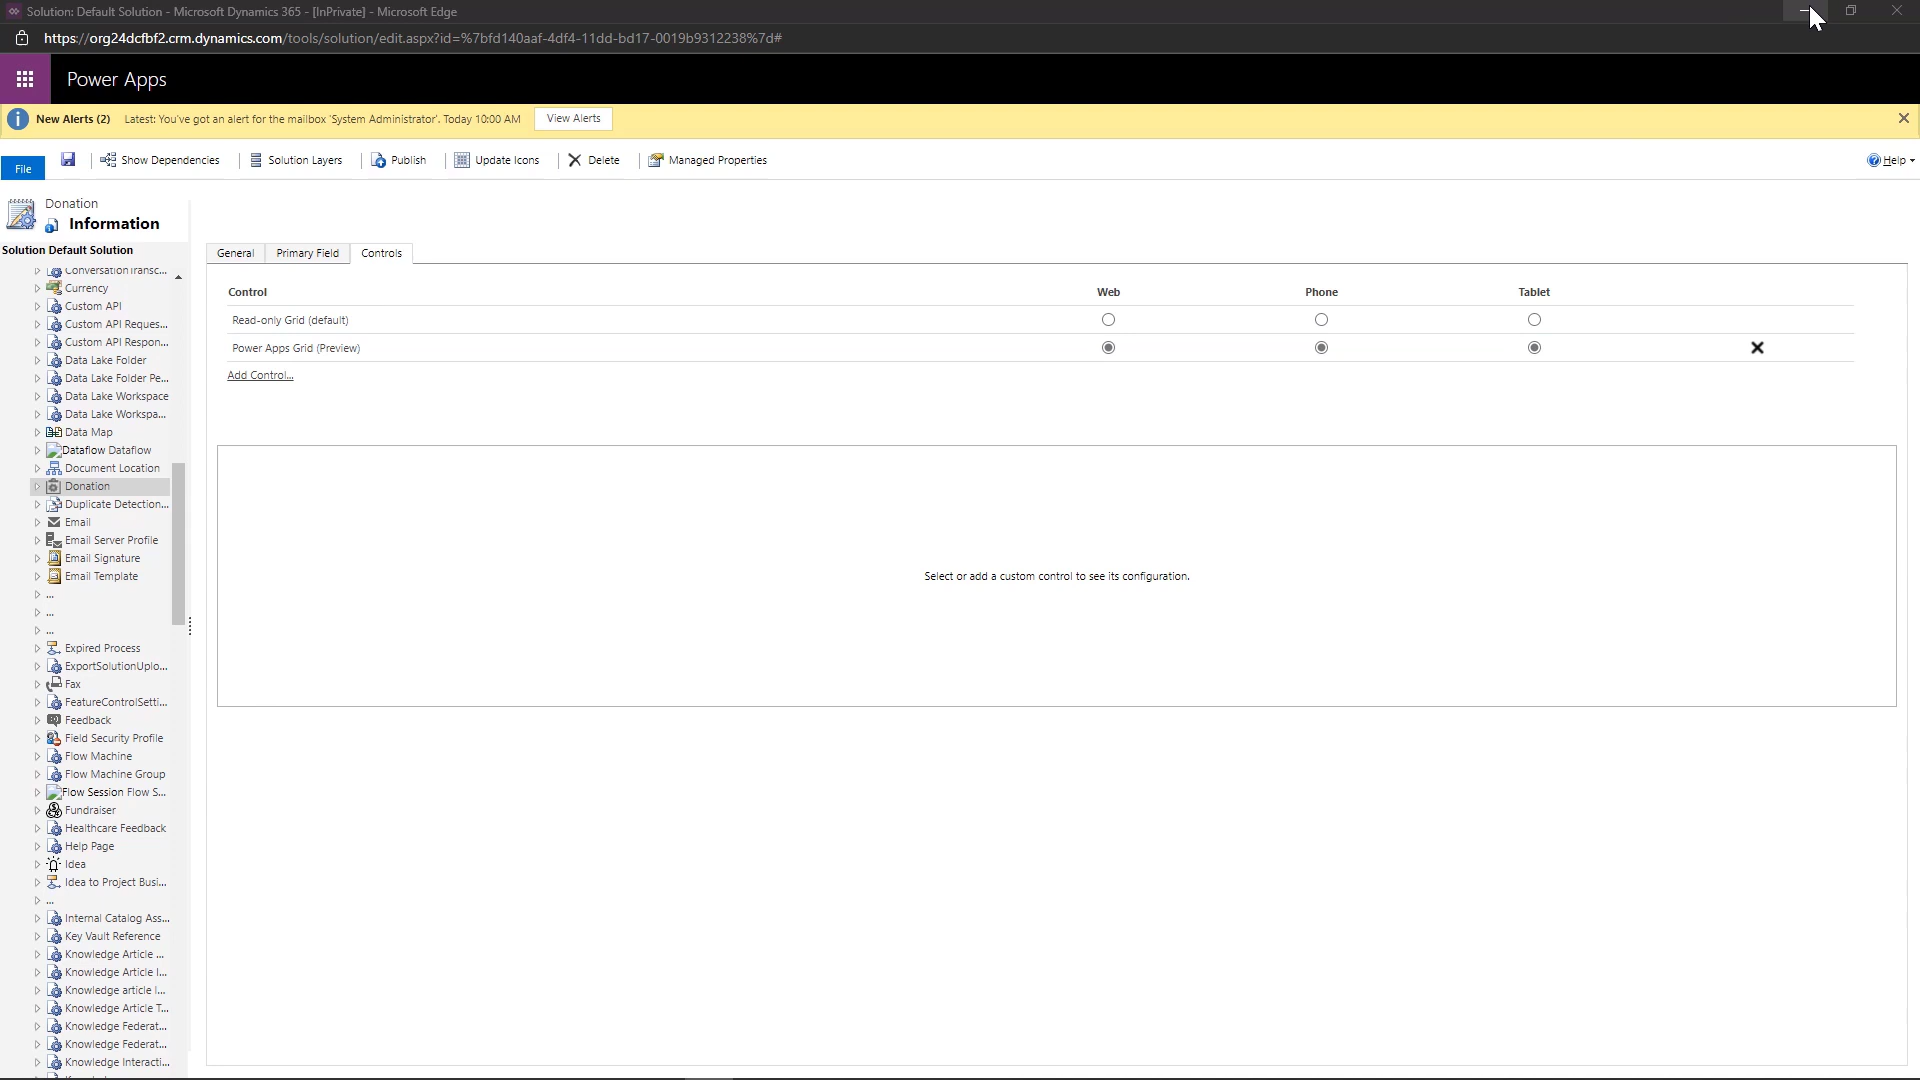 Solution: Default Solution - Microsoft Dynamics 365 - [InPrivate] - Microsoft Edge
https://org24dcfbf2.crm.dynamics.com/tools/solution/edit.aspx?id=%7bfd140aaf-4df4-11dd-bd17-0019b9312238%7d#
Power Apps
New Alerts (2) Latest: You've got an alert for the mailbox 'System Administrator'. Today 10:00 AM View Alerts
File Show Dependencies Solution Layers Publish Update Icons Delete Managed Properties Help
Donation
Information
Solution Default Solution
ConversationTransc...
Currency
Custom API
Custom API Reques...
Custom API Respon...
Data Lake Folder
Data Lake Folder Pe...
Data Lake Workspace
Data Lake Workspa...
Data Map
Dataflow Dataflow
Document Location
Donation
Duplicate Detection...
Email
Email Server Profile
Email Signature
Email Template
...
...
...
Expired Process
ExportSolutionUplo...
Fax
FeatureControlSetti...
Feedback
Field Security Profile
Flow Machine
Flow Machine Group
Flow Session Flow S...
Fundraiser
Healthcare Feedback
Help Page
Idea
Idea to Project Busi...
...
Internal Catalog Ass...
Key Vault Reference
Knowledge Article ...
Knowledge Article I...
Knowledge article I...
Knowledge Article T...
Knowledge Federat...
Knowledge Federat...
Knowledge Interacti...
General Primary Field Controls
Control Web Phone Tablet
Read-only Grid (default)
Power Apps Grid (Preview)
Add Control...
Select or add a custom control to see its configuration.